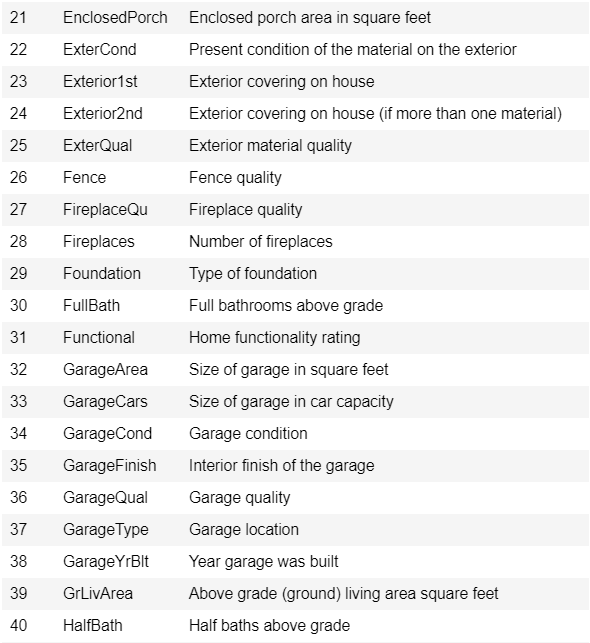 21 EnclosedPorch Enclosed porch area in square feet
22 ExterCond Present condition of the material on the exterior
23 Exterior1st Exterior covering on house
24 Exterior2nd Exterior covering on house (if more than one material)
25 ExterQual Exterior material quality
26 Fence Fence quality
27 FireplaceQu Fireplace quality
28 Fireplaces Number of fireplaces
29 Foundation Type of foundation
30 FullBath Full bathrooms above grade
31 Functional Home functionality rating
32 GarageArea Size of garage in square feet
33 GarageCars Size of garage in car capacity
34 GarageCond Garage condition
35 GarageFinish Interior finish of the garage
36 GarageQual Garage quality
37 GarageType Garage location
38 GarageYrBlt Year garage was built
39 GrLivArea Above grade (ground) living area square feet
40 HalfBath Half baths above grade